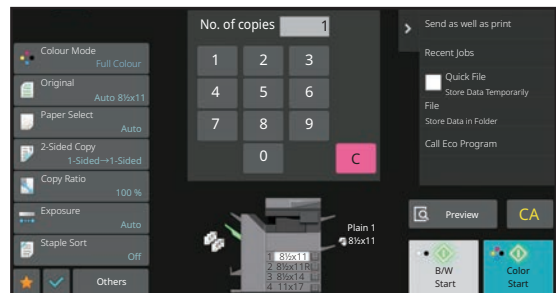 Colour Mode
Full Colour
Original
Auto 8½x11
Paper Select
Auto
2-Sided Copy
1-Sided→1-Sided
Copy Ratio
100 %
Exposure
Auto
Staple Sort
Off
Others
No. of copies 1
1 2 3
4 5 6
7 8 9
0 C
Plain 1
8½x11
1 8½x11
2 8½x11R
3 8½x14
4 11x17
Send as well as print
Recent Jobs
Quick File
Store Data Temporarily
File
Store Data in Folder
Call Eco Program
Preview
CA
B/W
Start
Color
Start